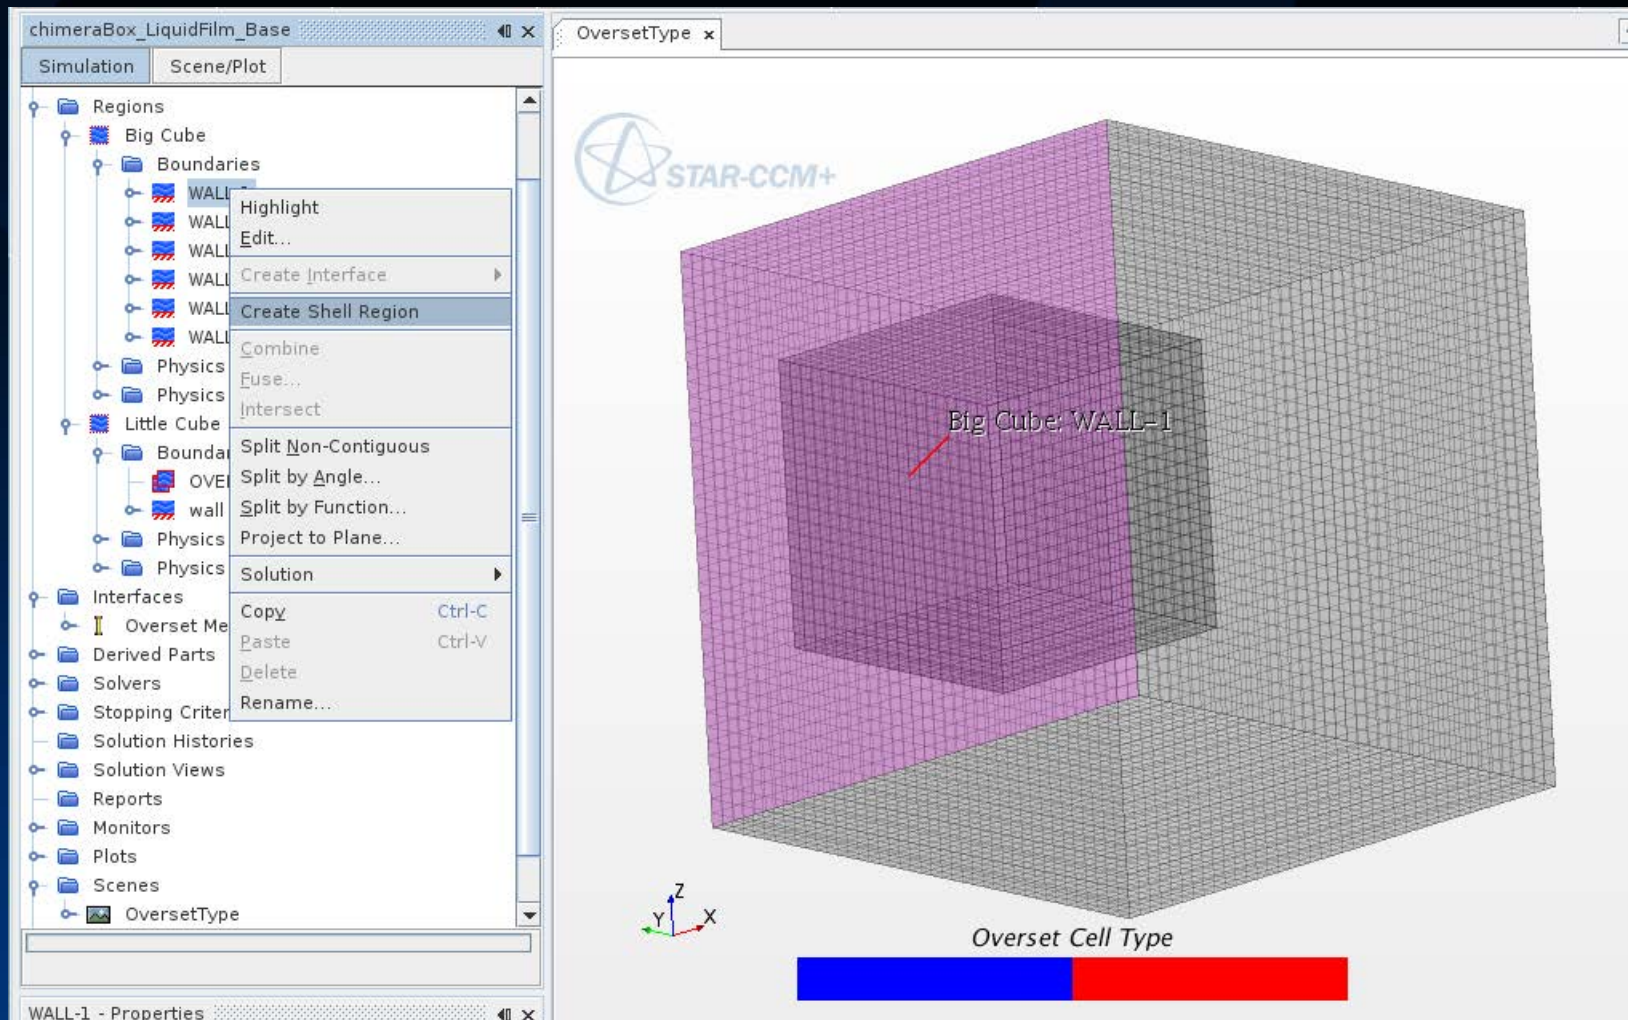 chimeraBox_LiquidFilm_Base
Simulation
Scene/Plot
Regions
Big Cube
Boundaries
WALL
WALL
WALL
WALL
WALL
WALL
Physics
Physics
Little Cube
Boundar
OVE
wall
Physics
Physics
Interfaces
Overset Me
Derived Parts
Solvers
Stopping Criter
Solution Histories
Solution Views
Reports
Monitors
Plots
Scenes
OversetType
WALL-1 - Properties
Highlight
Edit...
Create Interface
Create Shell Region
Combine
Fuse...
Intersect
Split Non-Contiguous
Split by Angle...
Split by Function...
Project to Plane...
Solution
Copy Ctrl-C
Paste Ctrl-V
Delete
Rename...
OversetType
STAR-CCM+
Big Cube: WALL-1
Z
Y
X
Overset Cell Type